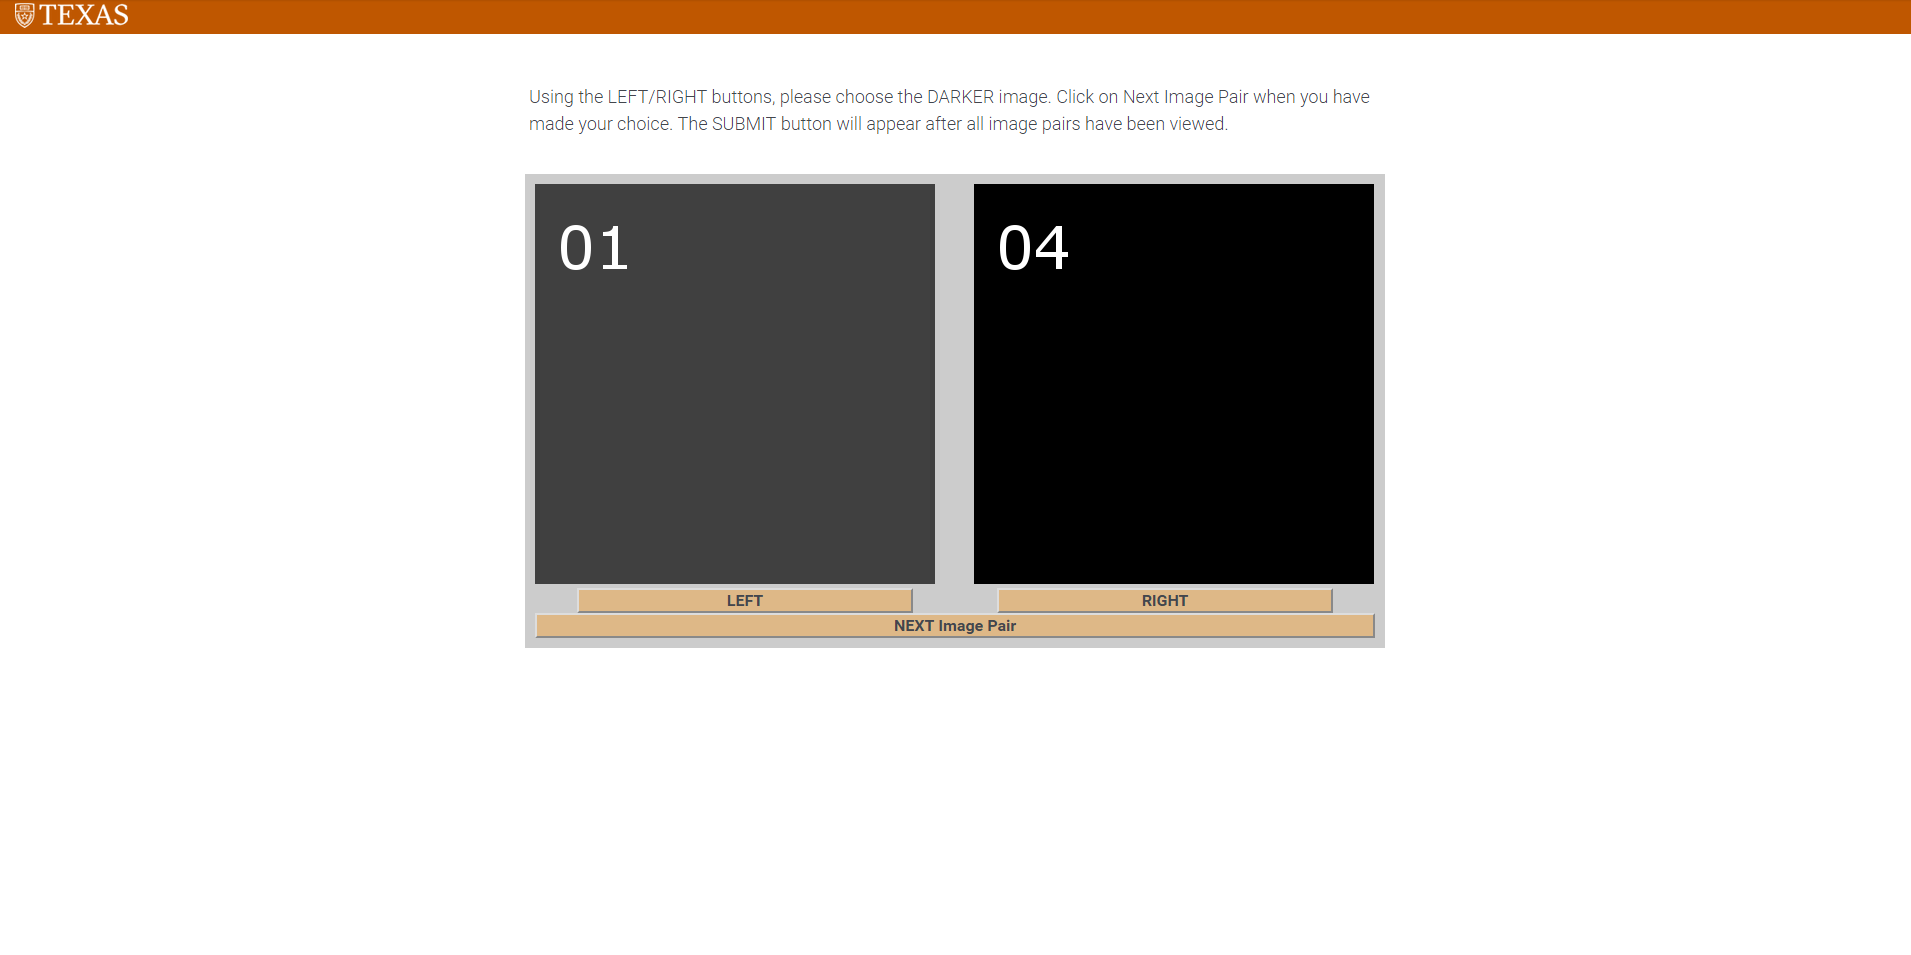 TEXAS
Using the LEFT/RIGHT buttons, please choose the DARKER image. Click on Next Image Pair when you have
made your choice. The SUBMIT button will appear after all image pairs have been viewed.
01
04
LEFT
RIGHT
NEXT Image Pair